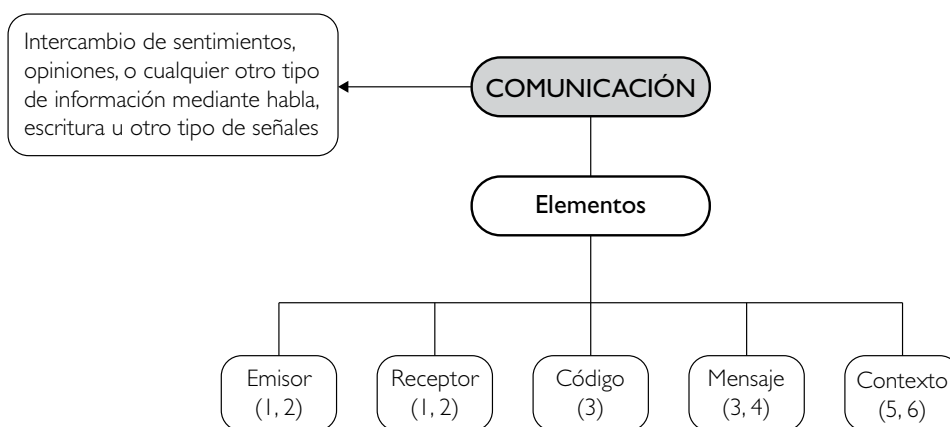 Intercambio de sentimientos,
opiniones, o cualquier otro tipo
de información mediante habla,
escritura u otro tipo de señales
COMUNICACIÓN
Elementos
Emisor
(1, 2)
Receptor
(1, 2)
Código
(3)
Mensaje
(3, 4)
Contexto
(5, 6)